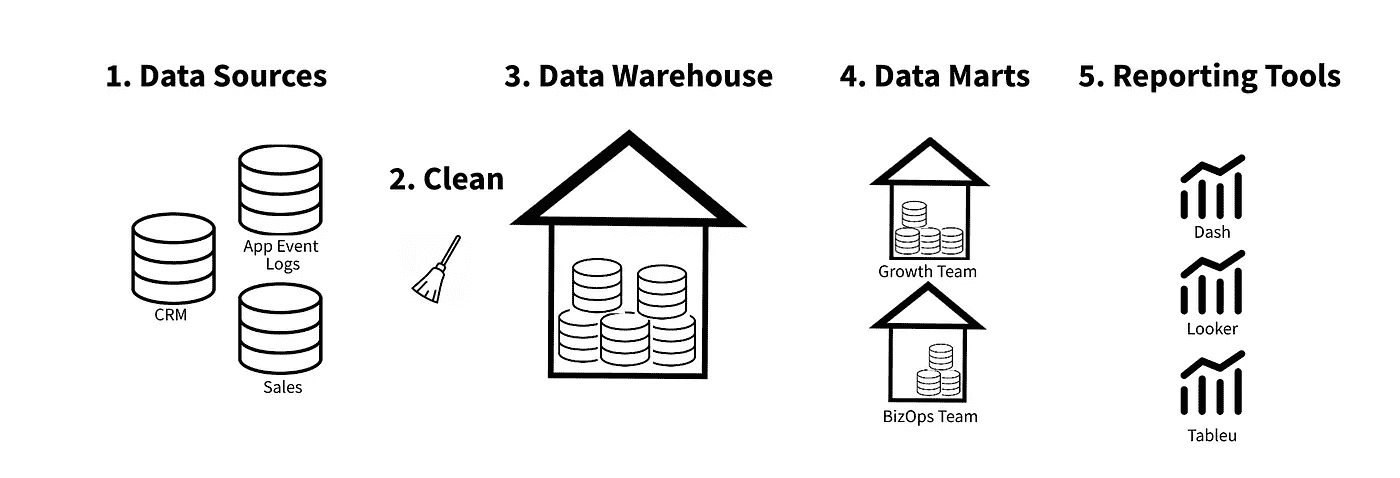 1. Data Sources
App Event
Logs
CRM
Sales
2. Clean
3. Data Warehouse
4. Data Marts
Growth Team
BizOps Team
5. Reporting Tools
Dash
Looker
Tableu